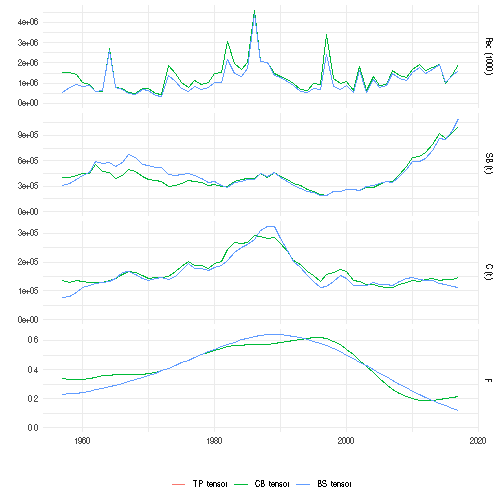 4e+06
3e+06
2e+06
1e+06
0e+00
Rec (1000)
9e+05
6e+05
3e+05
0e+00
SB (t)
3e+05
2e+05
1e+05
0e+00
C (t)
0.6
0.4
0.2
0.0
F
1960 1980 2000 2020
TP tensor CB tensor BS tensor